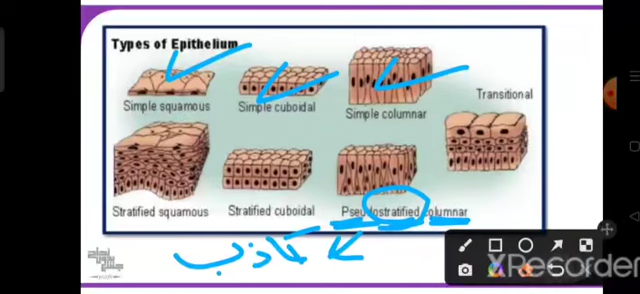 Types of Epithelium
Simple squamous
Simple cuboidal
Simple columnar
Transitional
Stratified squamous
Stratified cuboidal
Pseudostratified columnar
كاذب
XRecorder